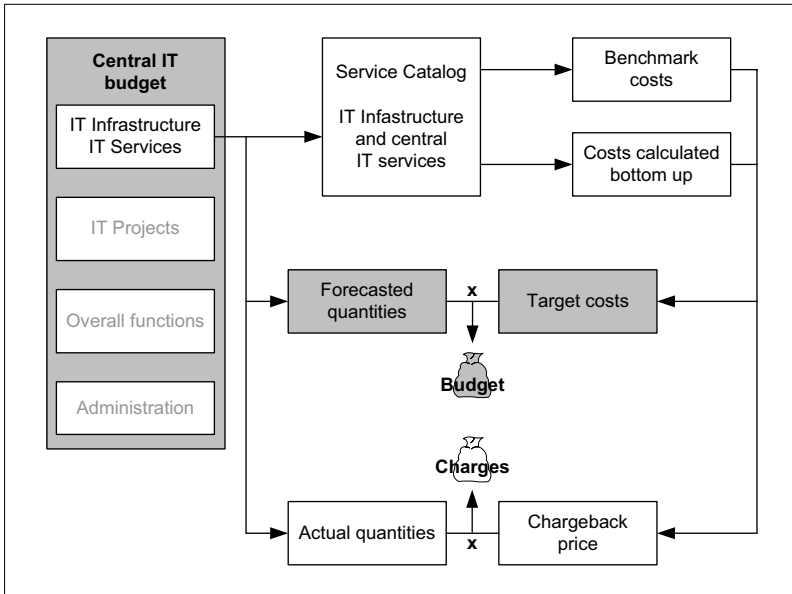 Central IT
budget
IT Infrastructure
IT Services
IT Projects
Overall functions
Administration
Service Catalog
IT Infastructure
and central
IT services
Benchmark
costs
Costs calculated
bottom up
Forecasted
quantities
x
Target costs
Budget
Charges
Actual quantities
x
Chargeback
price